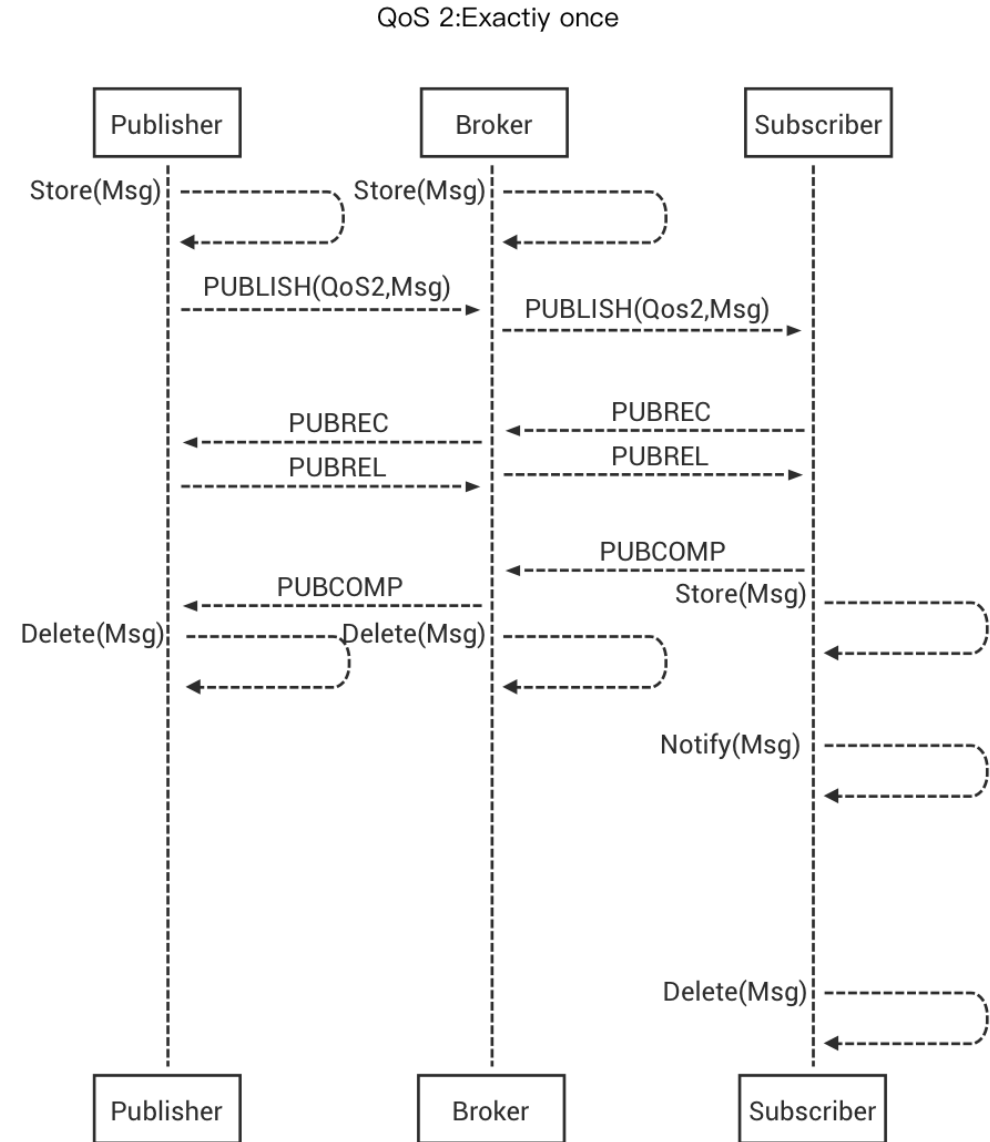 QoS 2:Exactiy once
Publisher
Broker
Subscriber
Store(Msg)
Store(Msg)
PUBLISH(QoS2,Msg)
PUBLISH(Qos2,Msg)
PUBREC
PUBREC
PUBREL
PUBREL
PUBCOMP
PUBCOMP
Store(Msg)
Delete(Msg)
Delete(Msg)
Notify(Msg)
Delete(Msg)
Publisher
Broker
Subscriber